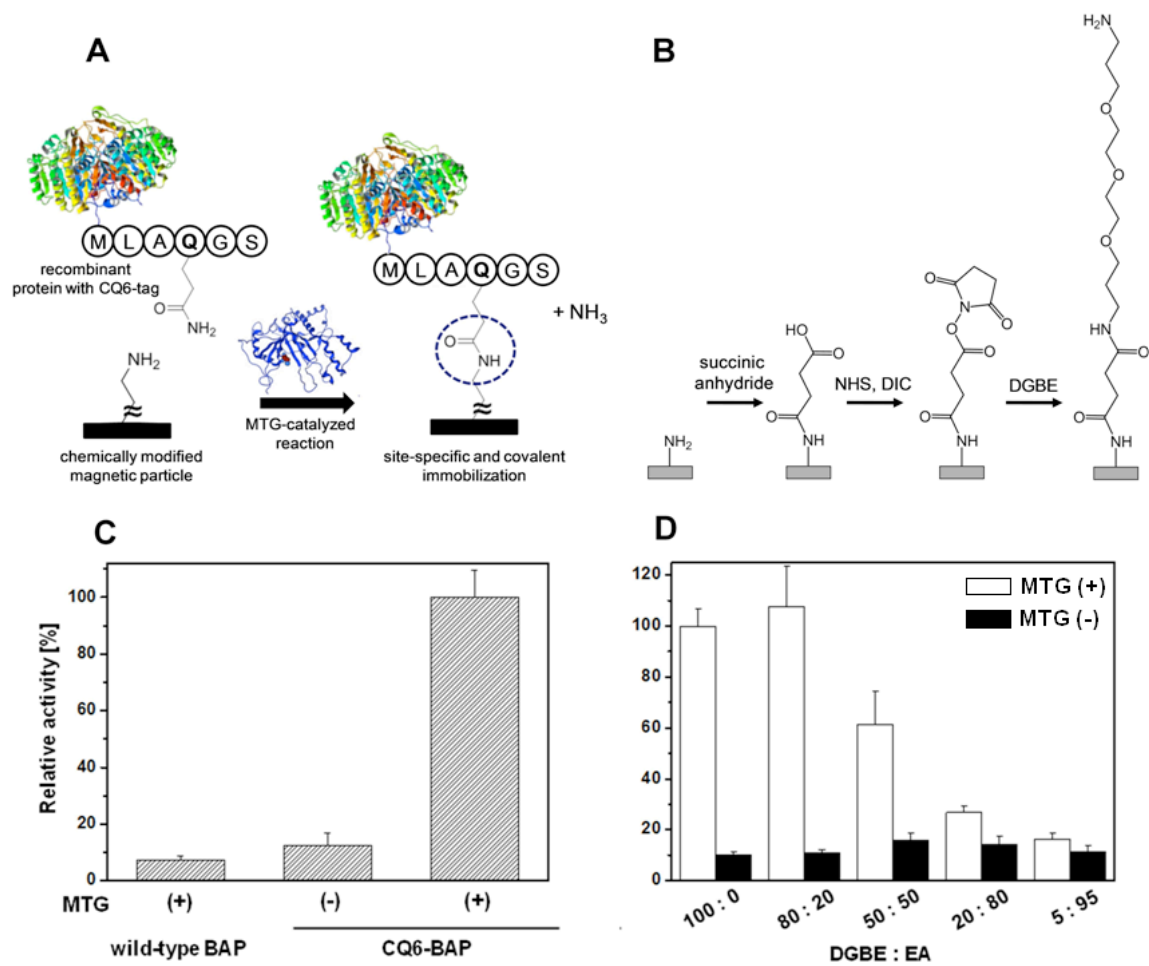 A
M L A Q G S
recombinant
protein with CQ6-tag
O
NH2
NH2
chemically modified
magnetic particle
MTG-catalyzed
reaction
M L A Q G S
O
NH
+ NH3
site-specific and covalent
immobilization
B
NH2
succinic
anhydride
HO
O
O
NH
NHS, DIC
O
N
O
O
O
O
NH
DGBE
H2N
O
O
O
NH
O
O
NH
C
Relative activity [%]
100
80
60
40
20
0
MTG (+) (-) (+)
wild-type BAP CQ6-BAP
D
MTG (+)
MTG (-)
120
100
80
60
40
20
0
100 : 0 80 : 20 50 : 50 20 : 80 5 : 95
DGBE : EA